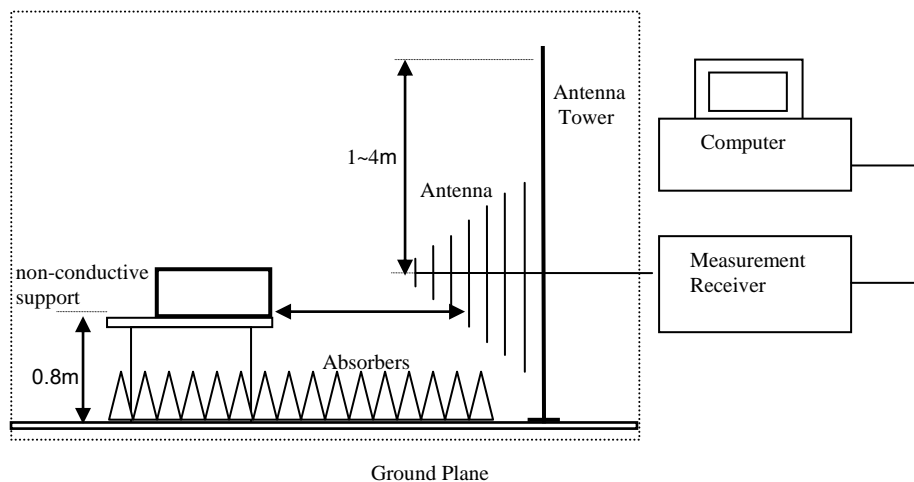 Antenna
Tower
Computer
1~4m
Antenna
Measurement
Receiver
non-conductive
support
Absorbers
0.8m
Ground Plane